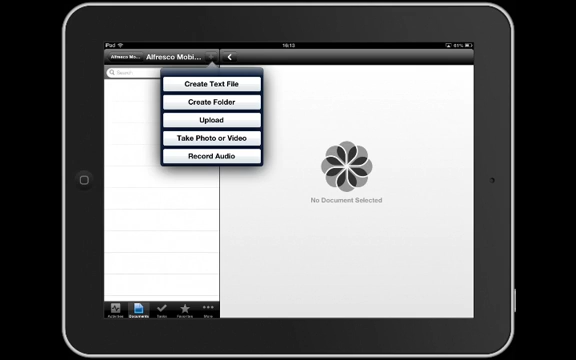 iPad
15:13
61%
Alfresco Mo...
Alfresco Mobi...
Search
Create Text File
Create Folder
Upload
Take Photo or Video
Record Audio
No Document Selected
Activities
Documents
Tasks
Favorites
More